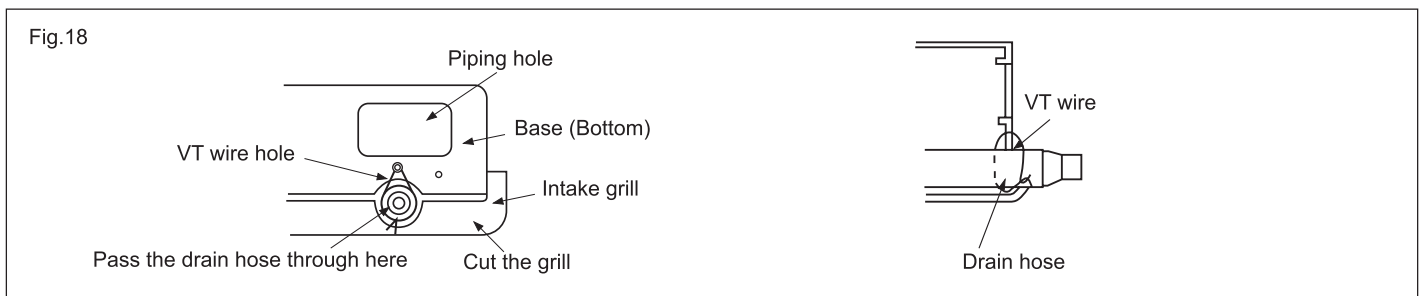 Fig.18
Piping hole
Base (Bottom)
VT wire hole
Intake grill
Pass the drain hose through here
Cut the grill
VT wire
Drain hose